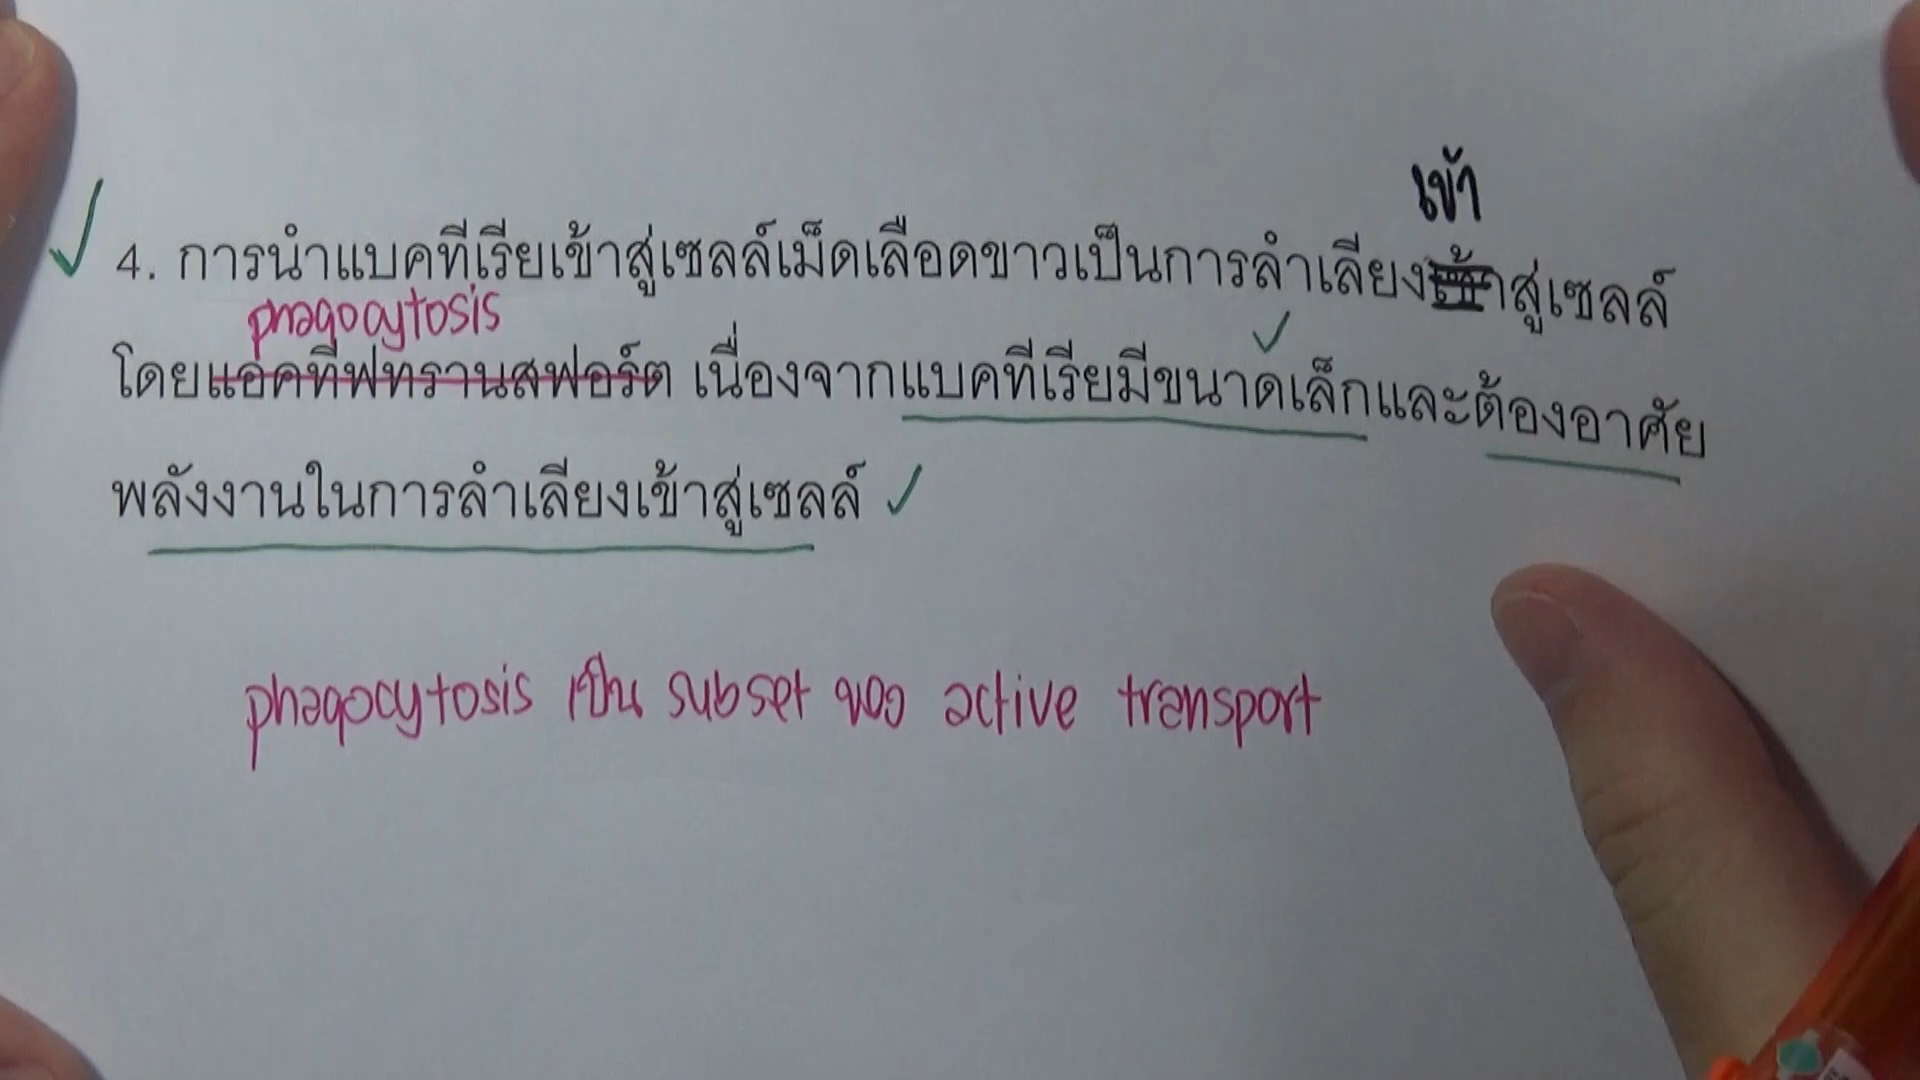 เข้า
4. การนำแบคทีเรียเข้าสู่เซลล์เม็ดเลือดขาวเป็นการลำเลียงเข้าสู่เซลล์
phagocytosis
โดยแอคทีฟทรานสฟอร์ต เนื่องจากแบคทีเรียมีขนาดเล็กและต้องอาศัย
พลังงานในการลำเลียงเข้าสู่เซลล์
phagocytosis เป็น subset ของ active transport